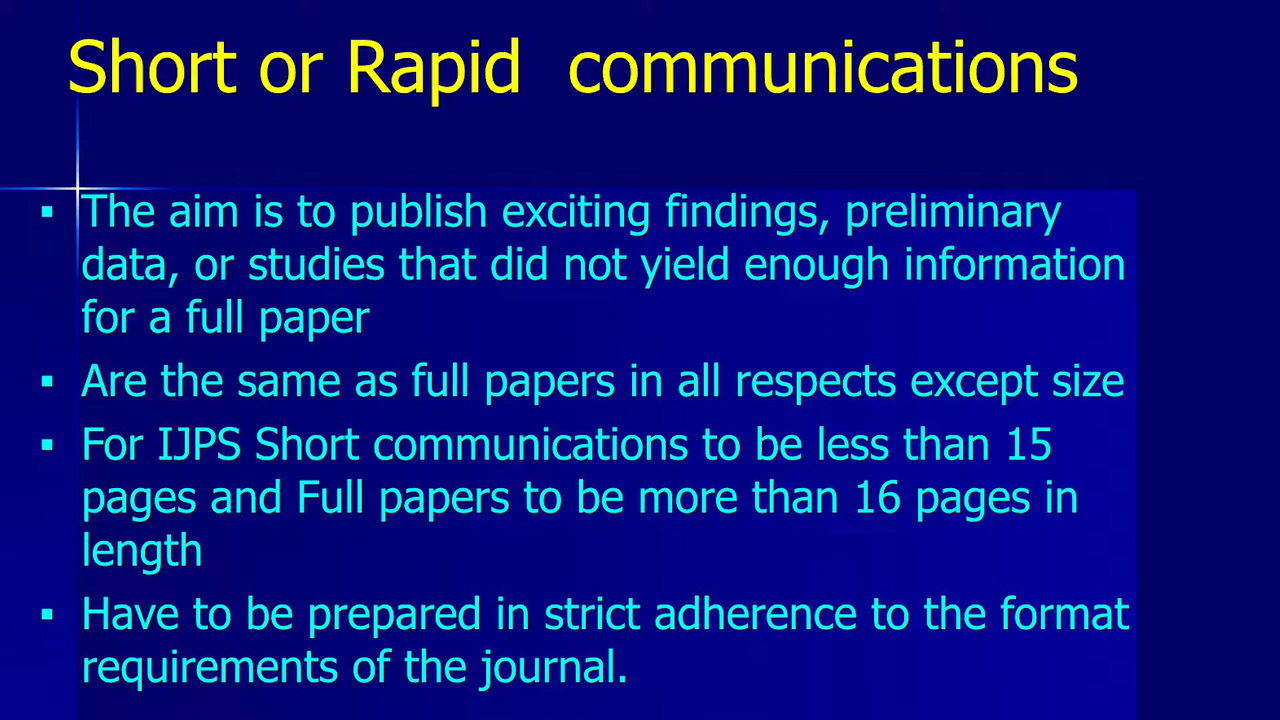 Short or Rapid  communications
▪ The aim is to publish exciting findings, preliminary
data, or studies that did not yield enough information
for a full paper
▪ Are the same as full papers in all respects except size
▪ For IJPS Short communications to be less than 15
pages and Full papers to be more than 16 pages in
length
▪ Have to be prepared in strict adherence to the format
requirements of the journal.